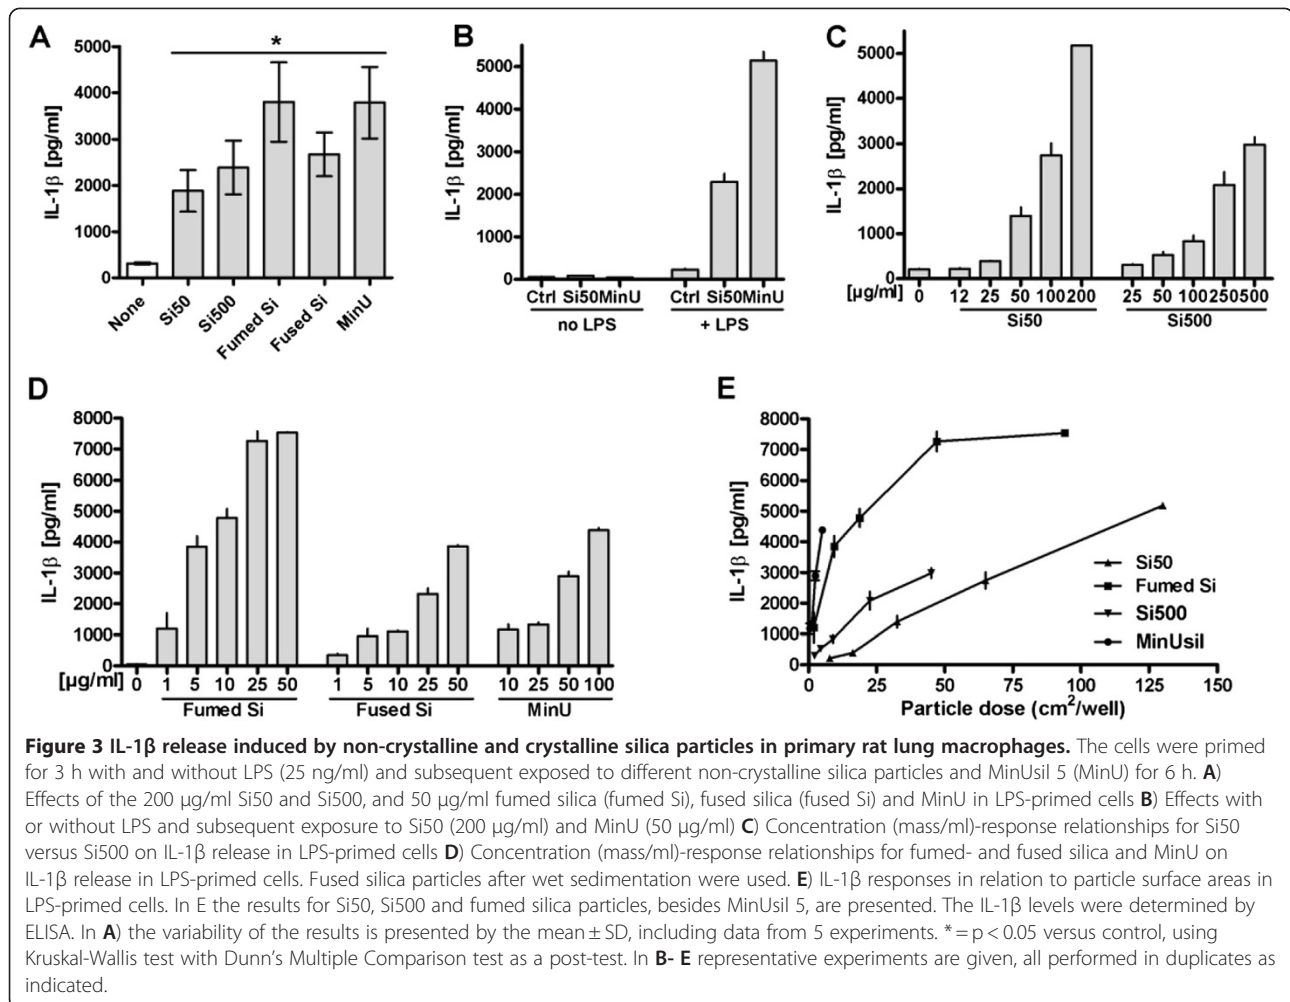 A
5000
4000
3000
2000
1000
0
IL-1β [pg/ml]
*
None
Si50
Si500
Fumed Si
Fused Si
MinU
B
5000
4000
3000
2000
1000
0
IL-1β [pg/ml]
Ctrl Si50MinU
Ctrl Si50MinU
no LPS
+ LPS
C
5000
4000
3000
2000
1000
0
IL-1β [pg/ml]
[µg/ml] 0 12 25 50 100 200
25 50 100 250 500
Si50
Si500
D
8000
7000
6000
5000
4000
3000
2000
1000
0
IL-1β [pg/ml]
[µg/ml] 0 1 5 10 25 50
1 5 10 25 50
10 25 50 100
Fumed Si
Fused Si
MinU
E
8000
7000
6000
5000
4000
3000
2000
1000
0
IL-1β [pg/ml]
0 25 50 75 100 125 150
Particle dose (cm²/well)
Si50
Fumed Si
Si500
MinUsil
Figure 3 IL-1β release induced by non-crystalline and crystalline silica particles in primary rat lung macrophages. The cells were primed
for 3 h with and without LPS (25 ng/ml) and subsequent exposed to different non-crystalline silica particles and MinUsil 5 (MinU) for 6 h. A)
Effects of the 200 µg/ml Si50 and Si500, and 50 µg/ml fumed silica (fumed Si), fused silica (fused Si) and MinU in LPS-primed cells B) Effects with
or without LPS and subsequent exposure to Si50 (200 µg/ml) and MinU (50 µg/ml) C) Concentration (mass/ml)-response relationships for Si50
versus Si500 on IL-1β release in LPS-primed cells D) Concentration (mass/ml)-response relationships for fumed- and fused silica and MinU on
IL-1β release in LPS-primed cells. Fused silica particles after wet sedimentation were used. E) IL-1β responses in relation to particle surface areas in
LPS-primed cells. In E the results for Si50, Si500 and fumed silica particles, besides MinUsil 5, are presented. The IL-1β levels were determined by
ELISA. In A) the variability of the results is presented by the mean ± SD, including data from 5 experiments. * = p < 0.05 versus control, using
Kruskal-Wallis test with Dunn's Multiple Comparison test as a post-test. In B- E representative experiments are given, all performed in duplicates as
indicated.